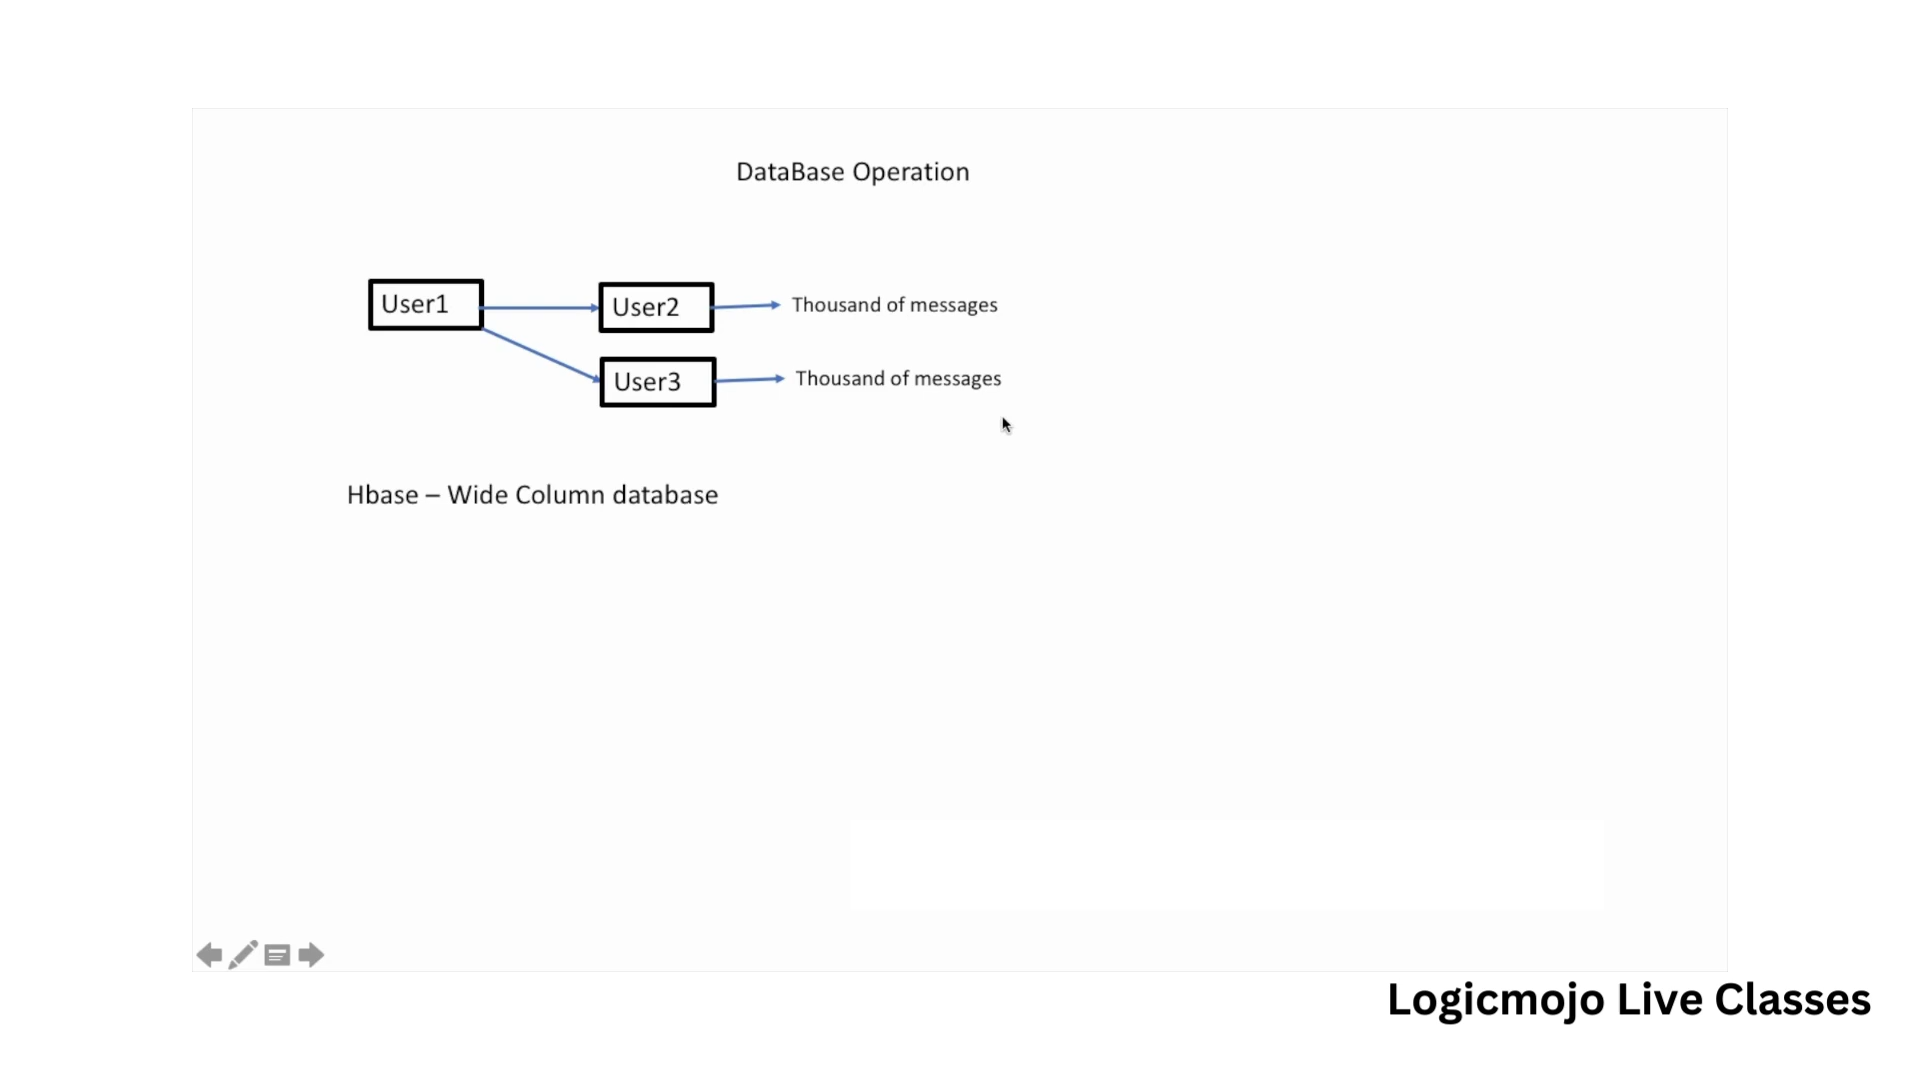 DataBase Operation
User1
User2
Thousand of messages
User3
Thousand of messages
Hbase – Wide Column database
Logicmojo Live Classes